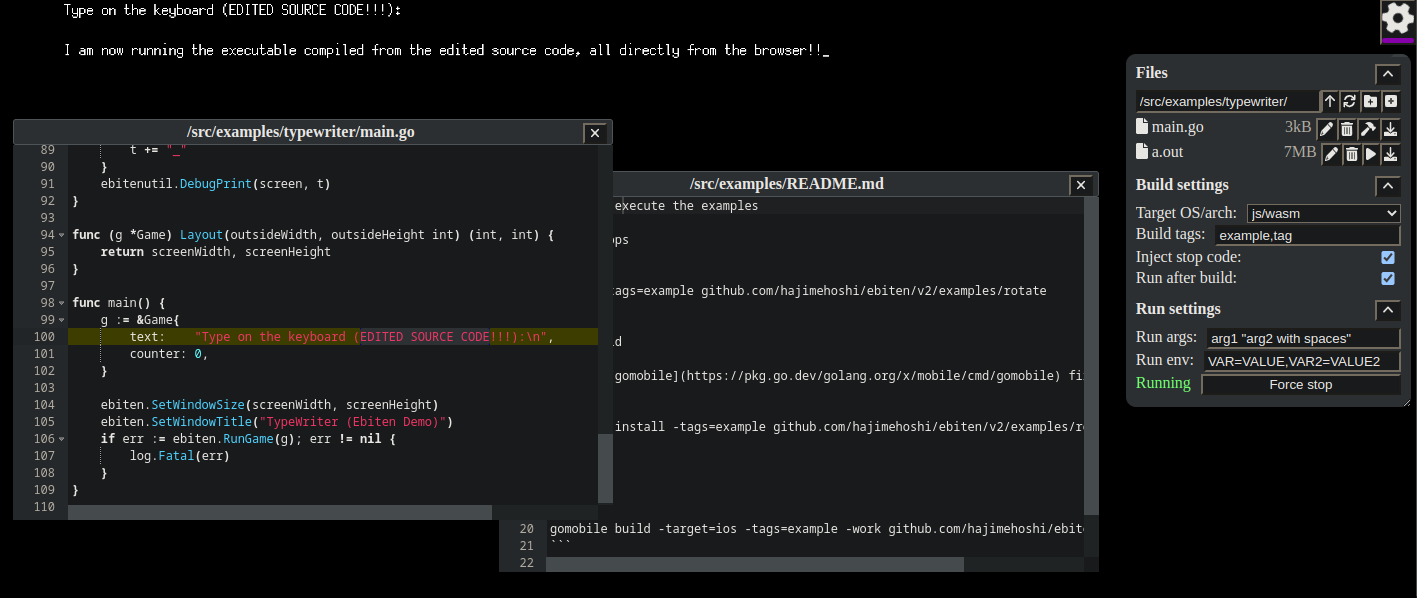 Type on the keyboard (EDITED SOURCE CODE!!!):
I am now running the executable compiled from the edited source code, all directly from the browser!!_
/src/examples/typewriter/main.go
89 t += "_"
90 }
91 ebitenutil.DebugPrint(screen, t)
92 }
93
94 func (g *Game) Layout(outsideWidth, outsideHeight int) (int, int) {
95 return screenWidth, screenHeight
96 }
97
98 func main() {
99 g := &Game{
100 text: "Type on the keyboard (EDITED SOURCE CODE!!!):\n",
101 counter: 0,
102 }
103
104 ebiten.SetWindowSize(screenWidth, screenHeight)
105 ebiten.SetWindowTitle("TypeWriter (Ebiten Demo)")
106 if err := ebiten.RunGame(g); err != nil {
107 log.Fatal(err)
108 }
109 }
110
/src/examples/README.md
execute the examples
ops
tags=example github.com/hajimehoshi/ebiten/v2/examples/rotate
ld
gomobile](https://pkg.go.dev/golang.org/x/mobile/cmd/gomobile) fi
install -tags=example github.com/hajimehoshi/ebiten/v2/examples/r
20 gomobile build -target=ios -tags=example -work github.com/hajimehoshi/ebite
21 ```
22
Files
/src/examples/typewriter/
main.go 3kB
a.out 7MB
Build settings
Target OS/arch: js/wasm
Build tags: example,tag
Inject stop code:
Run after build:
Run settings
Run args: arg1 "arg2 with spaces"
Run env: VAR=VALUE,VAR2=VALUE2
Running Force stop